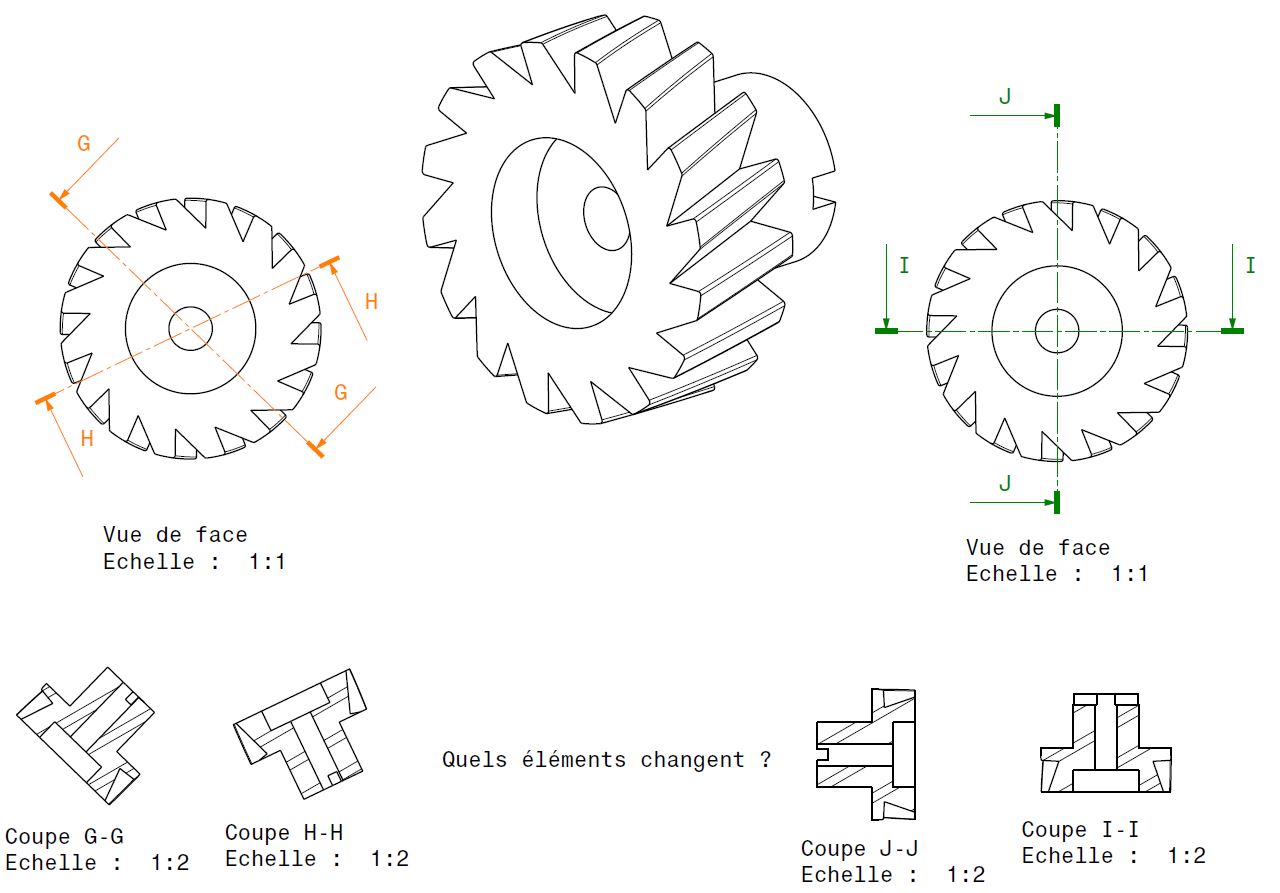 J
G
I
I
H
G
H
J
Vue de face
Echelle :  1:1
Vue de face
Echelle :  1:1
Quels éléments changent ?
Coupe G-G
Echelle :  1:2
Coupe H-H
Echelle :  1:2
Coupe J-J
Echelle :  1:2
Coupe I-I
Echelle :  1:2